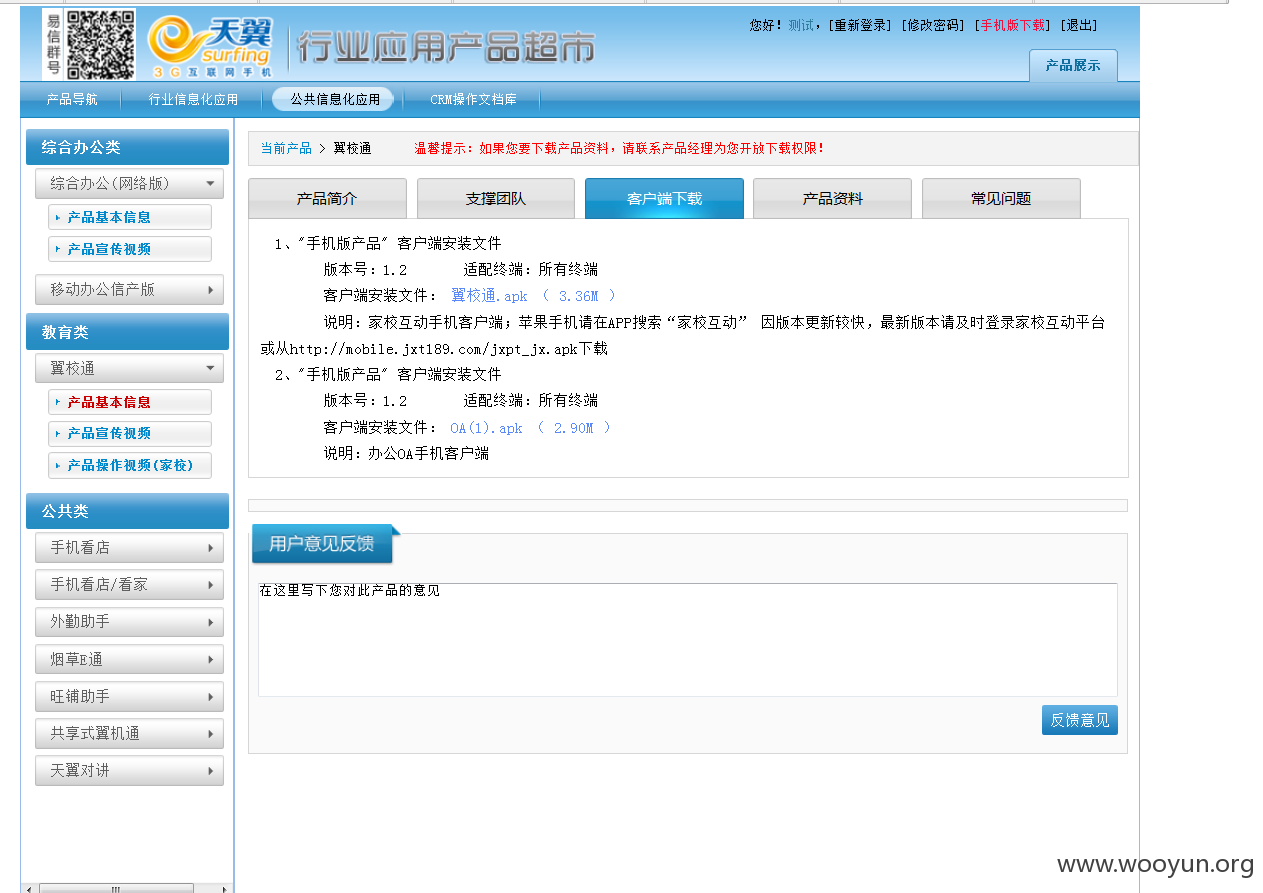 易信群号
天翼
surfing
3G互联网手机
行业应用产品超市
您好！测试，[重新登录] [修改密码] [手机版下载] [退出]
产品展示
产品导航
行业信息化应用
公共信息化应用
CRM操作文档库
综合办公类
综合办公(网络版)
产品基本信息
产品宣传视频
移动办公信产版
教育类
翼校通
产品基本信息
产品宣传视频
产品操作视频(家校)
公共类
手机看店
手机看店/看家
外勤助手
烟草E通
旺铺助手
共享式翼机通
天翼对讲
当前产品 > 翼校通 温馨提示：如果您要下载产品资料，请联系产品经理为您开放下载权限！
产品简介
支撑团队
客户端下载
产品资料
常见问题
1、"手机版产品" 客户端安装文件
版本号：1.2 适配终端：所有终端
客户端安装文件： 翼校通.apk （ 3.36M ）
说明：家校互动手机客户端；苹果手机请在APP搜索“家校互动” 因版本更新较快，最新版本请及时登录家校互动平台
或从http://mobile.jxt189.com/jxpt_jx.apk下载
2、"手机版产品" 客户端安装文件
版本号：1.2 适配终端：所有终端
客户端安装文件： OA(1).apk （ 2.90M ）
说明：办公OA手机客户端
用户意见反馈
在这里写下您对此产品的意见
反馈意见
www.wooyun.org